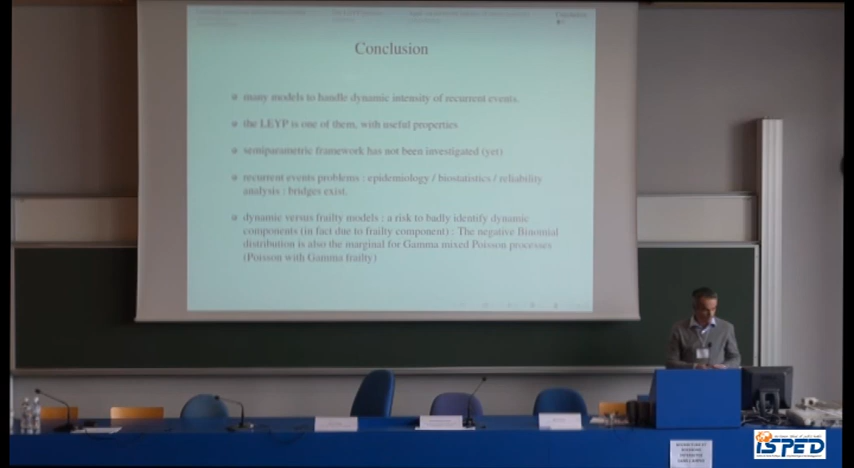 Conclusion
many models to handle dynamic intensity of recurrent events.
the LEYP is one of them, with useful properties
semiparametric framework has not been investigated (yet)
recurrent events problems : epidemiology / biostatistics / reliability
analysis : bridges exist.
dynamic versus frailty models : a risk to badly identify dynamic
components (in fact due to frailty component) : The negative Binomial
distribution is also the marginal for Gamma mixed Poisson processes
(Poisson with Gamma frailty)
ISPED